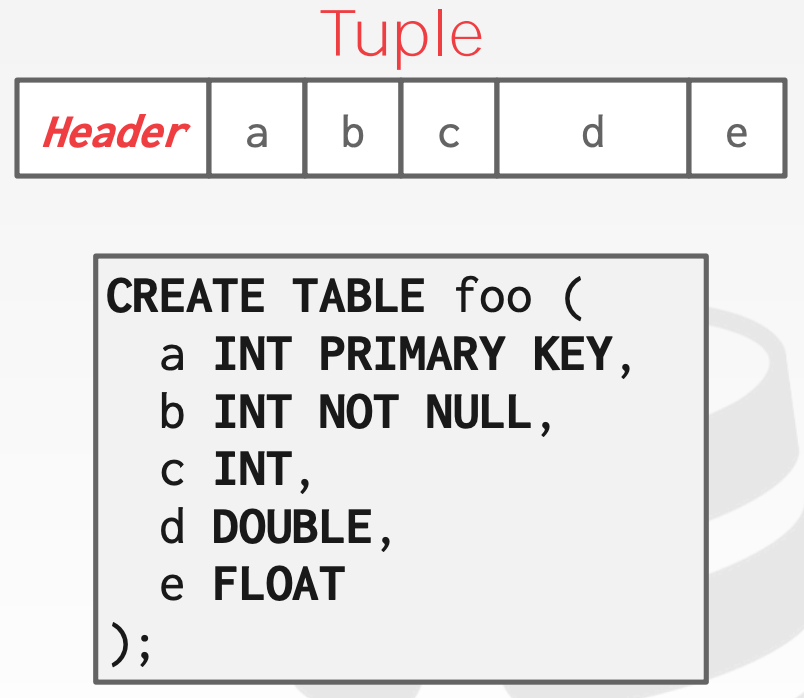 Tuple
Header a b c d e
CREATE TABLE foo (
a INT PRIMARY KEY,
b INT NOT NULL,
c INT,
d DOUBLE,
e FLOAT
);